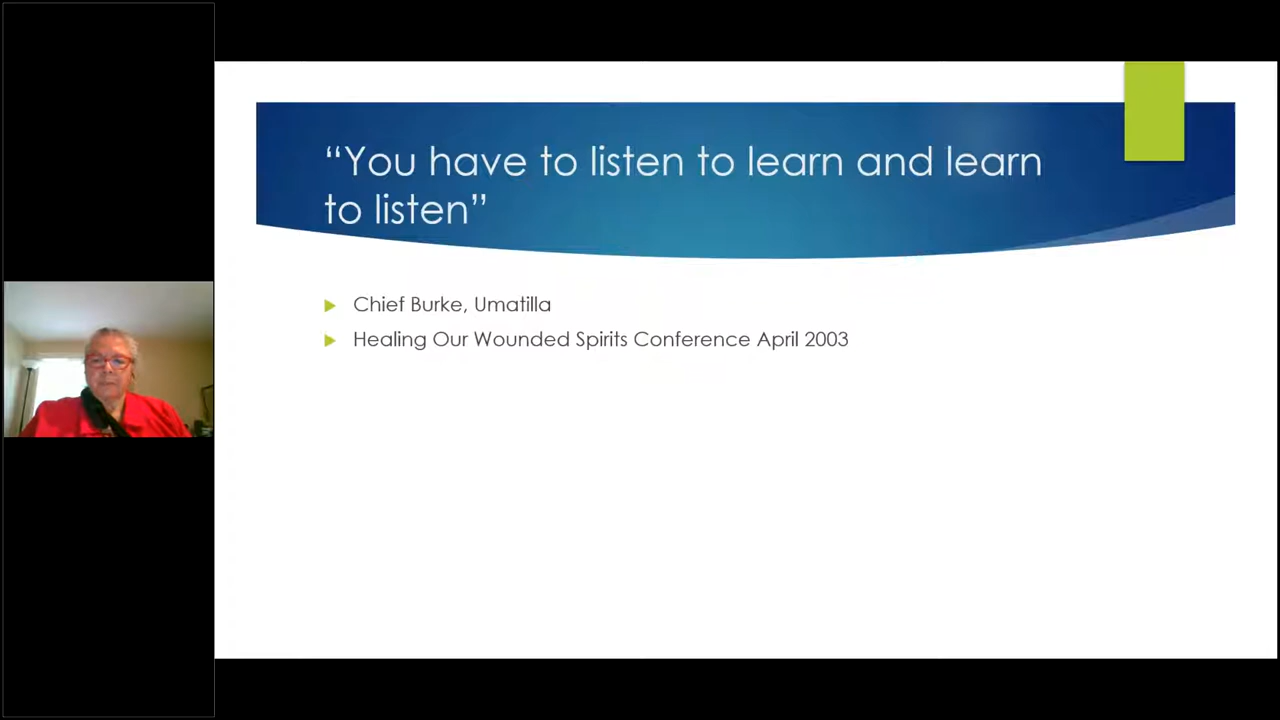 “You have to listen to learn and learn
to listen”
Chief Burke, Umatilla
Healing Our Wounded Spirits Conference April 2003